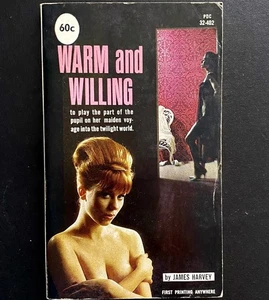 60c
PDC
32-402
WARM and
WILLING
to play the part of the
pupil on her maiden voy-
age into the twilight world.
by JAMES HARVEY
FIRST PRINTING ANYWHERE